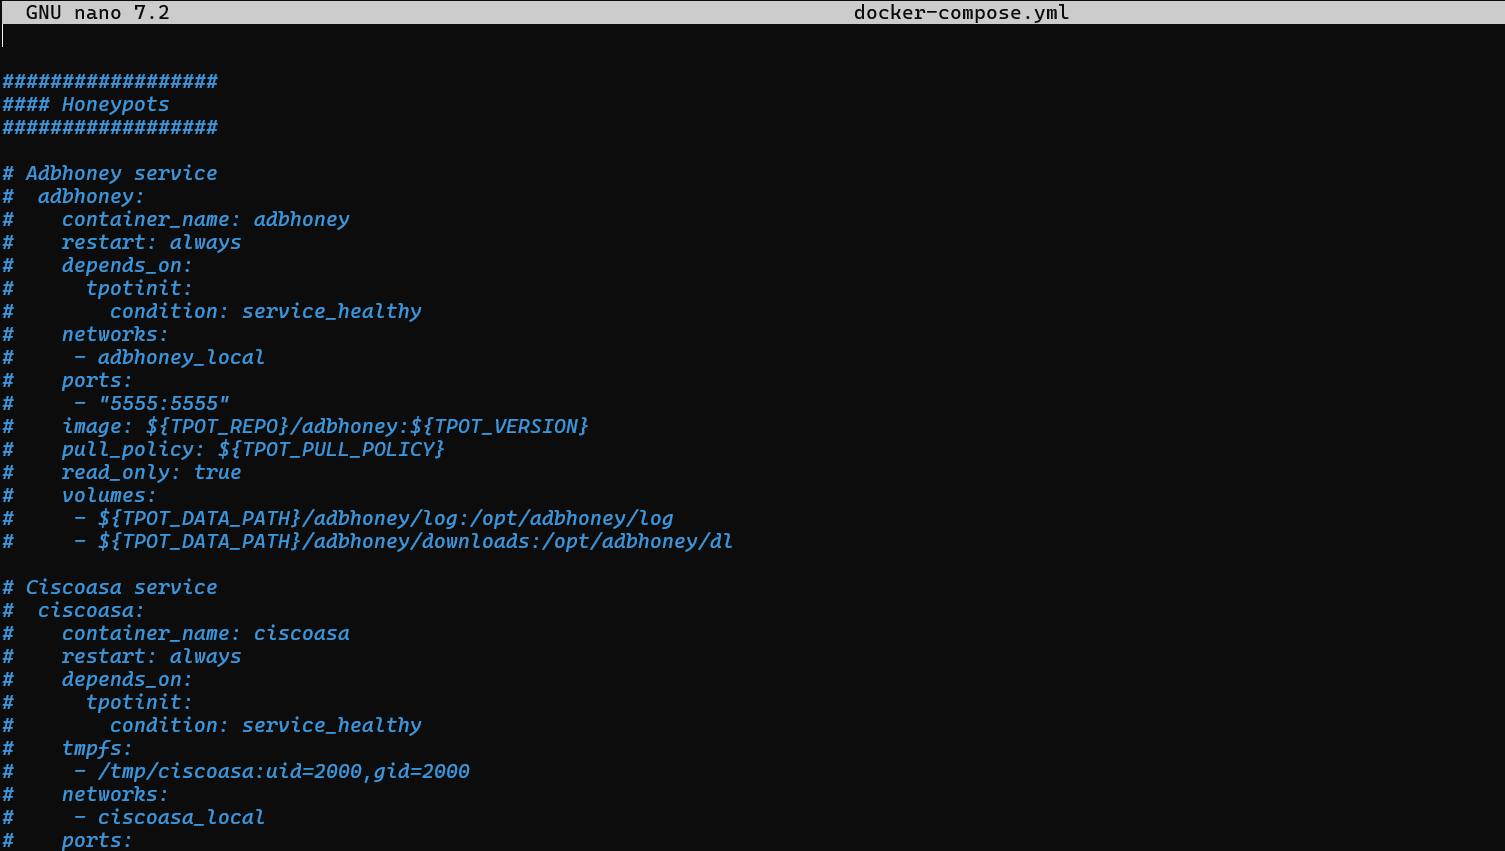 GNU nano 7.2 docker-compose.yml
##################
#### Honeypots
##################
# Adbhoney service
#  adbhoney:
#    container_name: adbhoney
#    restart: always
#    depends_on:
#      tpotinit:
#        condition: service_healthy
#    networks:
#     - adbhoney_local
#    ports:
#     - "5555:5555"
#    image: ${TPOT_REPO}/adbhoney:${TPOT_VERSION}
#    pull_policy: ${TPOT_PULL_POLICY}
#    read_only: true
#    volumes:
#     - ${TPOT_DATA_PATH}/adbhoney/log:/opt/adbhoney/log
#     - ${TPOT_DATA_PATH}/adbhoney/downloads:/opt/adbhoney/dl
# Ciscoasa service
#  ciscoasa:
#    container_name: ciscoasa
#    restart: always
#    depends_on:
#      tpotinit:
#        condition: service_healthy
#    tmpfs:
#     - /tmp/ciscoasa:uid=2000,gid=2000
#    networks:
#     - ciscoasa_local
#    ports: